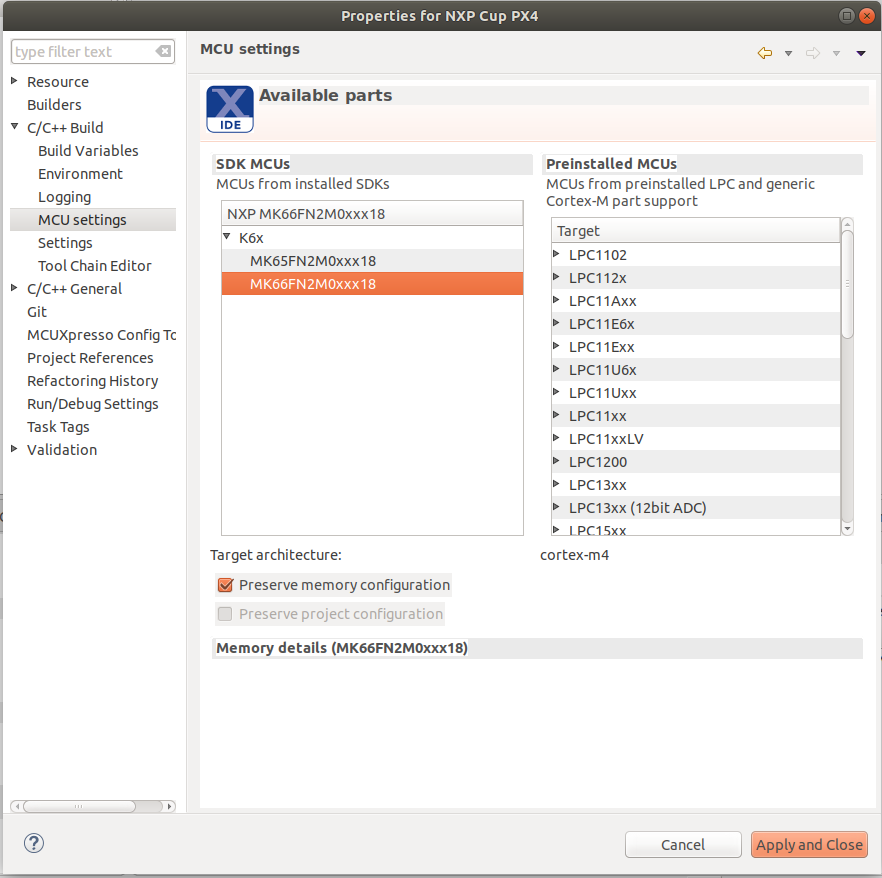 Properties for NXP Cup PX4
type filter text
Resource
Builders
C/C++ Build
Build Variables
Environment
Logging
MCU settings
Settings
Tool Chain Editor
C/C++ General
Git
MCUXpresso Config To
Project References
Refactoring History
Run/Debug Settings
Task Tags
Validation
MCU settings
X
IDE
Available parts
SDK MCUs
MCUs from installed SDKs
NXP MK66FN2M0xxx18
K6x
MK65FN2M0xxx18
MK66FN2M0xxx18
Preinstalled MCUs
MCUs from preinstalled LPC and generic
Cortex-M part support
Target
LPC1102
LPC112x
LPC11Axx
LPC11E6x
LPC11Exx
LPC11U6x
LPC11Uxx
LPC11xx
LPC11xxLV
LPC1200
LPC13xx
LPC13xx (12bit ADC)
LPC15xx
Target architecture: cortex-m4
Preserve memory configuration
Preserve project configuration
Memory details (MK66FN2M0xxx18)
?
Cancel
Apply and Close